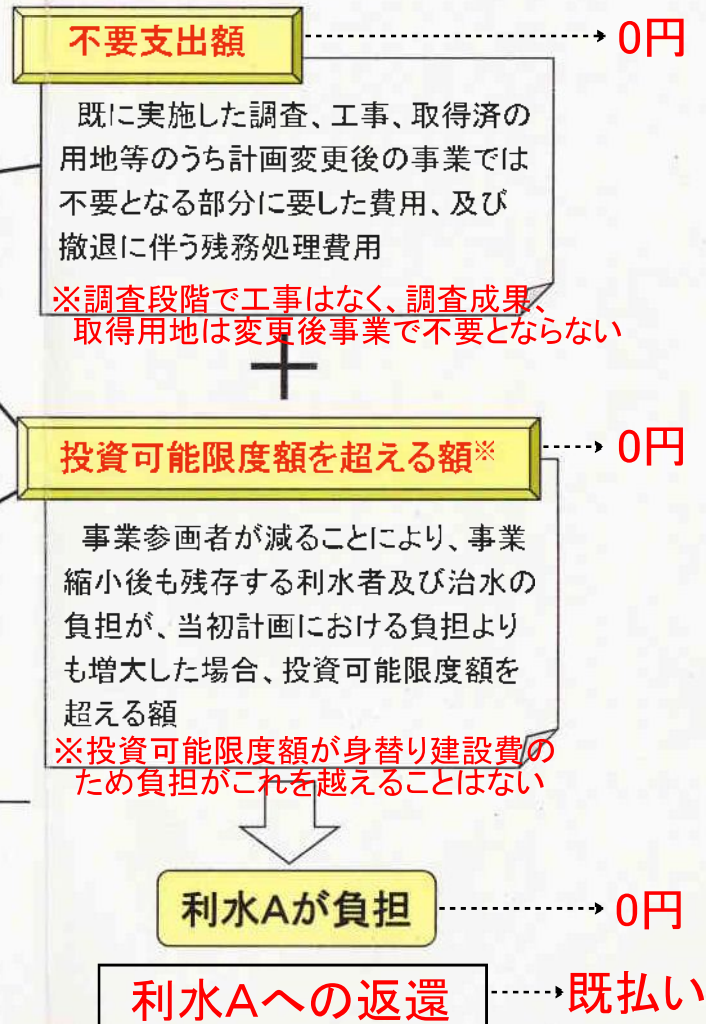 不要支出額
0円
既に実施した調査、工事、取得済の
用地等のうち計画変更後の事業では
不要となる部分に要した費用、及び
撤退に伴う残務処理費用
※調査段階で工事はなく、調査成果、
取得用地は変更後事業で不要とならない
+
投資可能限度額を超える額※
0円
事業参画者が減ることにより、事業
縮小後も残存する利水者及び治水の
負担が、当初計画における負担より
も増大した場合、投資可能限度額を
超える額
※投資可能限度額が身替り建設費の
ため負担がこれを越えることはない
利水Aが負担
0円
利水Aへの返還
既払い